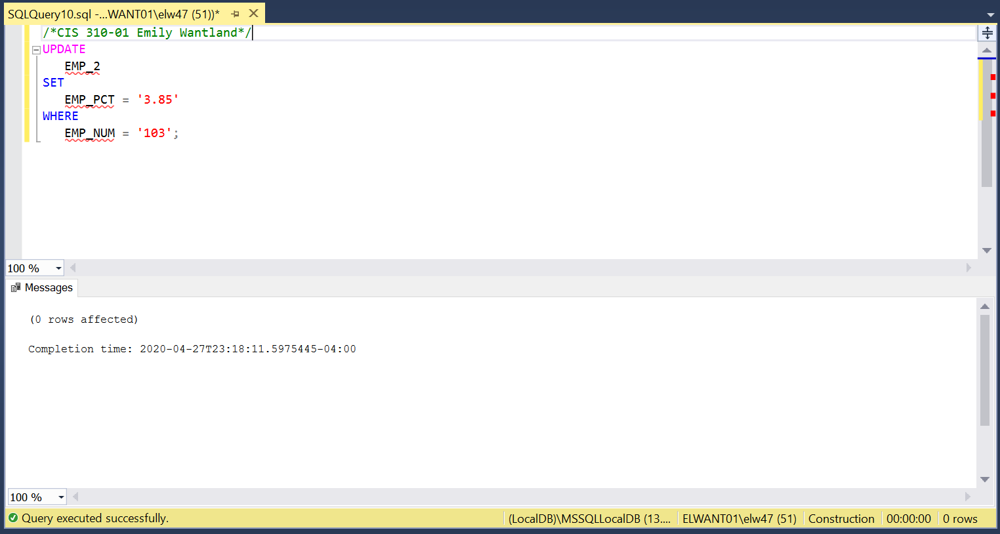 SQLQuery10.sql -...WANT01\elw47 (51))*
/*CIS 310-01 Emily Wantland*/
UPDATE
EMP_2
SET
EMP_PCT = '3.85'
WHERE
EMP_NUM = '103';
100 %
Messages
(0 rows affected)
Completion time: 2020-04-27T23:18:11.5975445-04:00
100 %
Query executed successfully. (LocalDB)\MSSQLLocalDB (13.... ELWANT01\elw47 (51) Construction 00:00:00 0 rows